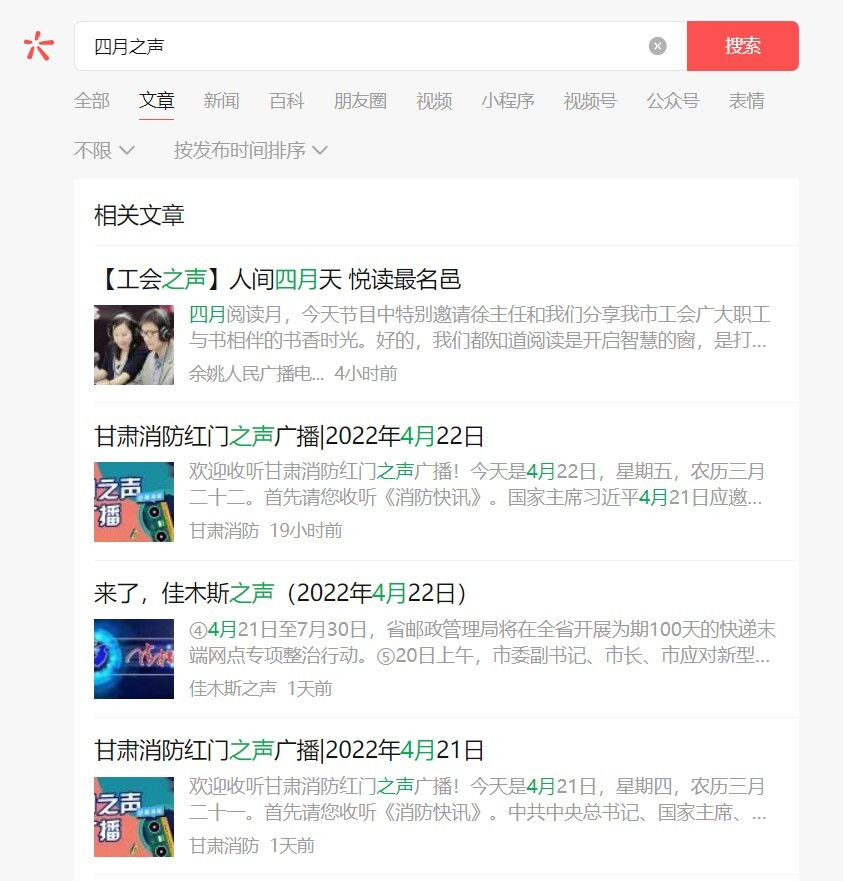 四月之声
搜索
全部 文章 新闻 百科 朋友圈 视频 小程序 视频号 公众号 表情
不限 按发布时间排序
相关文章
【工会之声】人间四月天 悦读最名邑
四月阅读月，今天节目中特别邀请徐主任和我们分享我市工会广大职工
与书相伴的书香时光。好的，我们都知道阅读是开启智慧的窗，是打...
余姚人民广播电... 4小时前
甘肃消防红门之声广播|2022年4月22日
之声
广播
欢迎收听甘肃消防红门之声广播！今天是4月22日，星期五，农历三月
二十二。首先请您收听《消防快讯》。国家主席习近平4月21日应邀...
甘肃消防 19小时前
来了，佳木斯之声（2022年4月22日）
④4月21日至7月30日，省邮政管理局将在全省开展为期100天的快递末
端网点专项整治行动。⑤20日上午，市委副书记、市长、市应对新型...
佳木斯之声 1天前
甘肃消防红门之声广播|2022年4月21日
之声
播
欢迎收听甘肃消防红门之声广播！今天是4月21日，星期四，农历三月
二十一。首先请您收听《消防快讯》。中共中央总书记、国家主席、...
甘肃消防 1天前